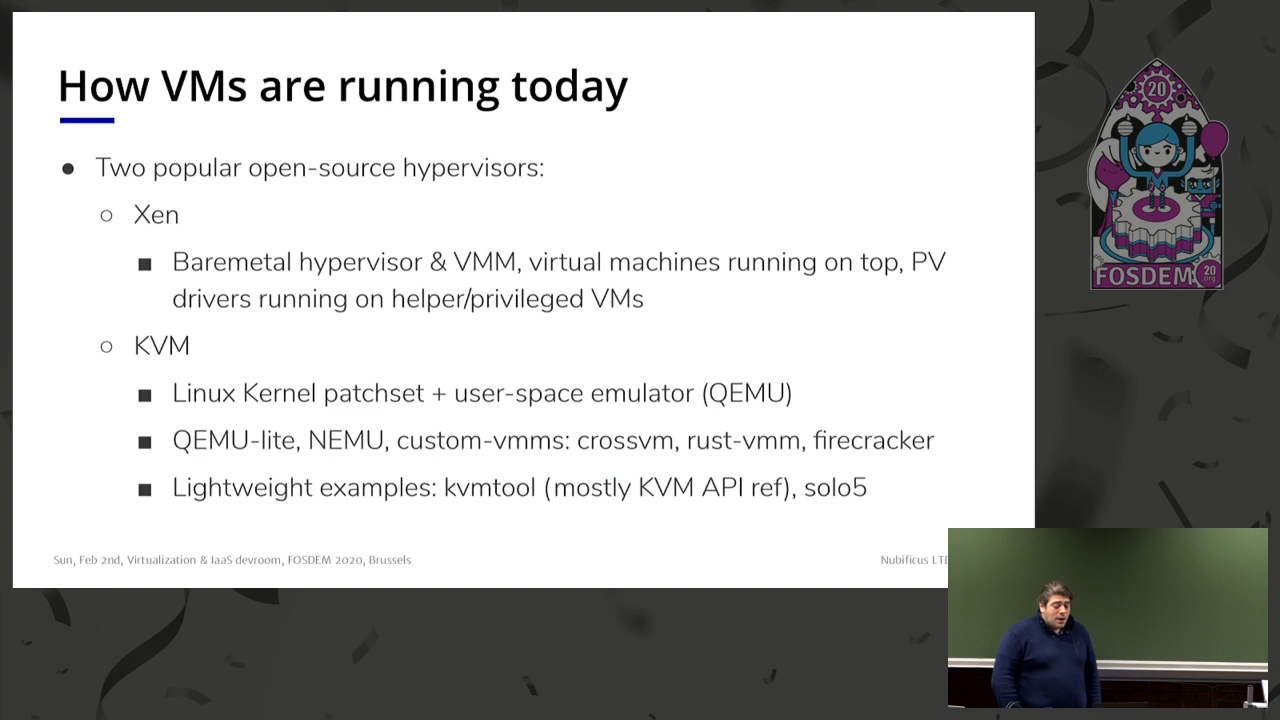 How VMs are running today
● Two popular open-source hypervisors:
○ Xen
■ Baremetal hypervisor & VMM, virtual machines running on top, PV
drivers running on helper/privileged VMs
○ KVM
■ Linux Kernel patchset + user-space emulator (QEMU)
■ QEMU-lite, NEMU, custom-vmms: crossvm, rust-vmm, firecracker
■ Lightweight examples: kvmtool (mostly KVM API ref), solo5
Sun, Feb 2nd, Virtualization & IaaS devroom, FOSDEM 2020, Brussels
Nubificus
20
FOSDEM
20
.org